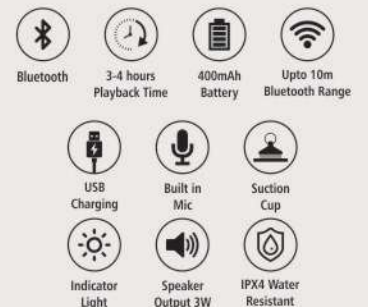 Bluetooth
3-4 hours
Playback Time
400mAh
Battery
Upto 10m
Bluetooth Range
USB
Charging
Built in
Mic
Suction
Cup
Indicator
Light
Speaker
Output 3W
IPX4 Water
Resistant